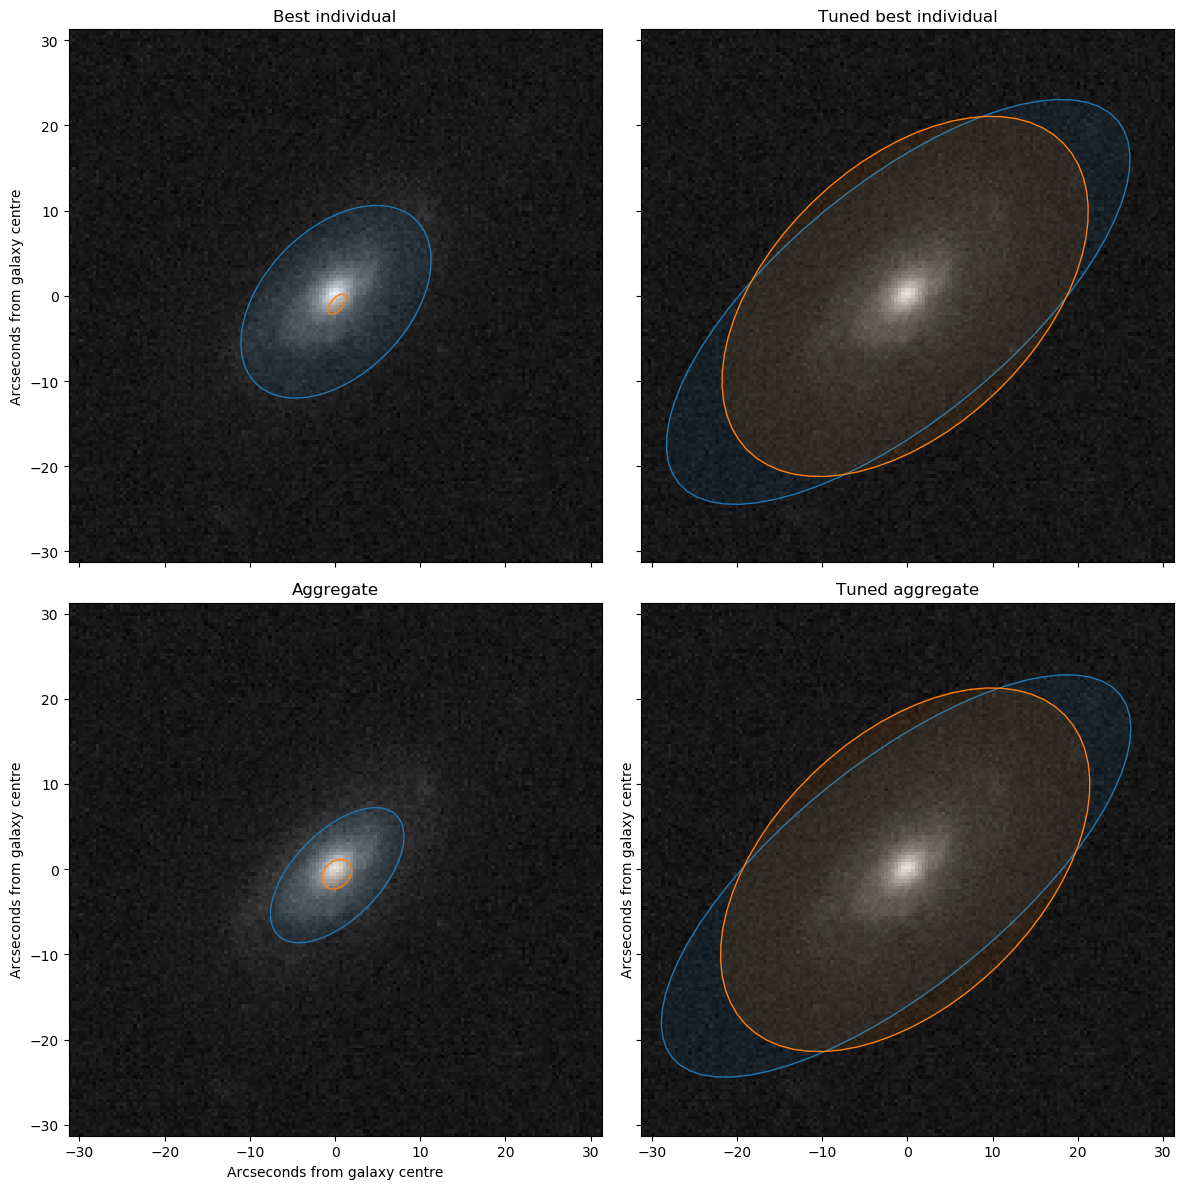 Best individual
Tuned best individual
30
20
10
0
−10
−20
−30
Arcseconds from galaxy centre
Aggregate
Tuned aggregate
30
20
10
0
−10
−20
−30
Arcseconds from galaxy centre
Arcseconds from galaxy centre
−30 −20 −10 0 10 20 30
−30 −20 −10 0 10 20 30
Arcseconds from galaxy centre